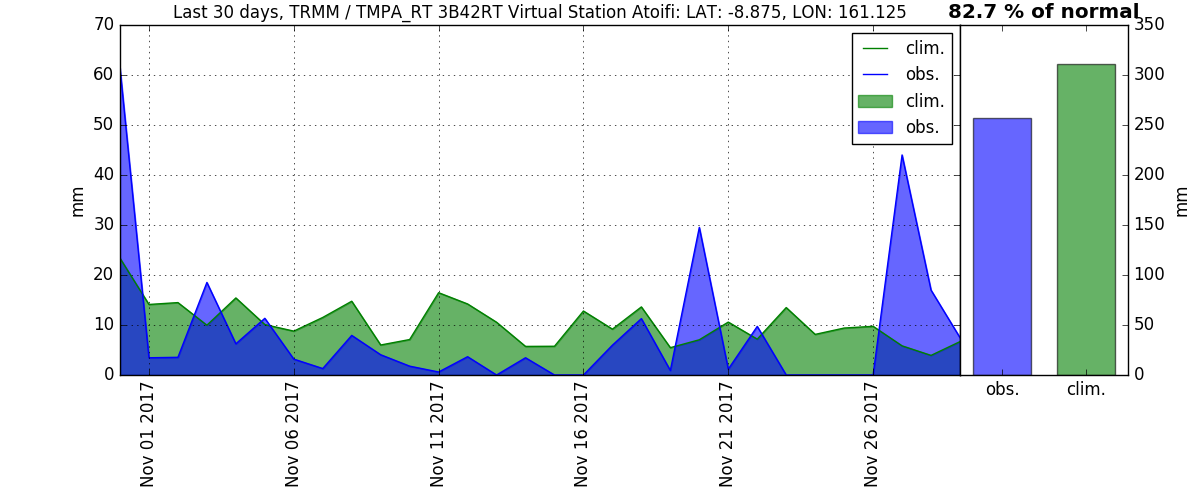 Last 30 days, TRMM / TMPA_RT 3B42RT Virtual Station Atoifi: LAT: -8.875, LON: 161.125
82.7 % of normal
70
60
50
40
30
20
10
0
mm
clim.
obs.
clim.
obs.
350
300
250
200
150
100
50
0
mm
Nov 01 2017
Nov 06 2017
Nov 11 2017
Nov 16 2017
Nov 21 2017
Nov 26 2017
obs.
clim.